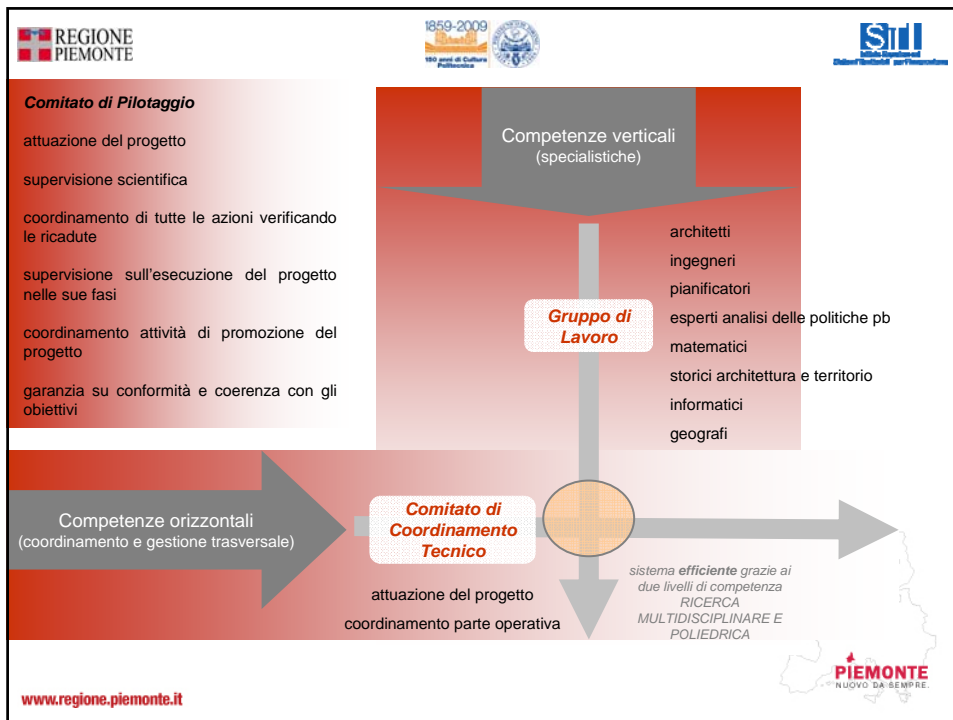 REGIONE
PIEMONTE
1859-2009
150 anni di Cultura
Politecnica
Comitato di Pilotaggio
attuazione del progetto
supervisione scientifica
coordinamento di tutte le azioni verificando
le ricadute
supervisione sull'esecuzione del progetto
nelle sue fasi
coordinamento attività di promozione del
progetto
garanzia su conformità e coerenza con gli
obiettivi
Competenze verticali
(specialistiche)
Gruppo di
Lavoro
architetti
ingegneri
pianificatori
esperti analisi delle politiche pb
matematici
storici architettura e territorio
informatici
geografi
Competenze orizzontali
(coordinamento e gestione trasversale)
Comitato di
Coordinamento
Tecnico
attuazione del progetto
coordinamento parte operativa
sistema efficiente grazie ai
due livelli di competenza
RICERCA
MULTIDISCIPLINARE E
POLIEDRICA
PIEMONTE
NUOVO DA SEMPRE.
www.regione.piemonte.it